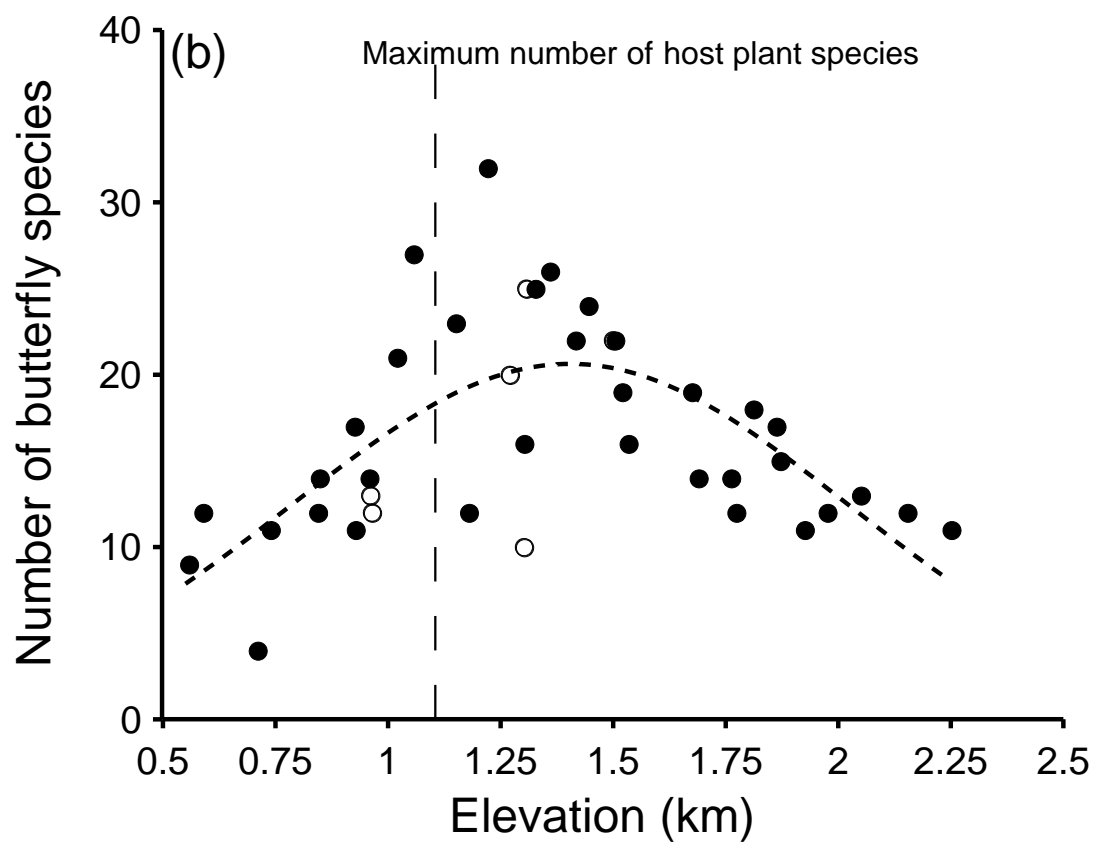 (b)
Maximum number of host plant species
Number of butterfly species
40
30
20
10
0
0.5 0.75 1 1.25 1.5 1.75 2 2.25 2.5
Elevation (km)